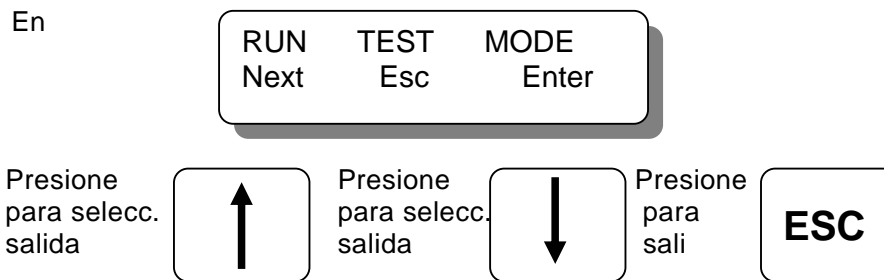 En
RUN TEST MODE
Next Esc Enter
Presione
para selecc.
salida
Presione
para selecc.
salida
Presione
para
sali
ESC